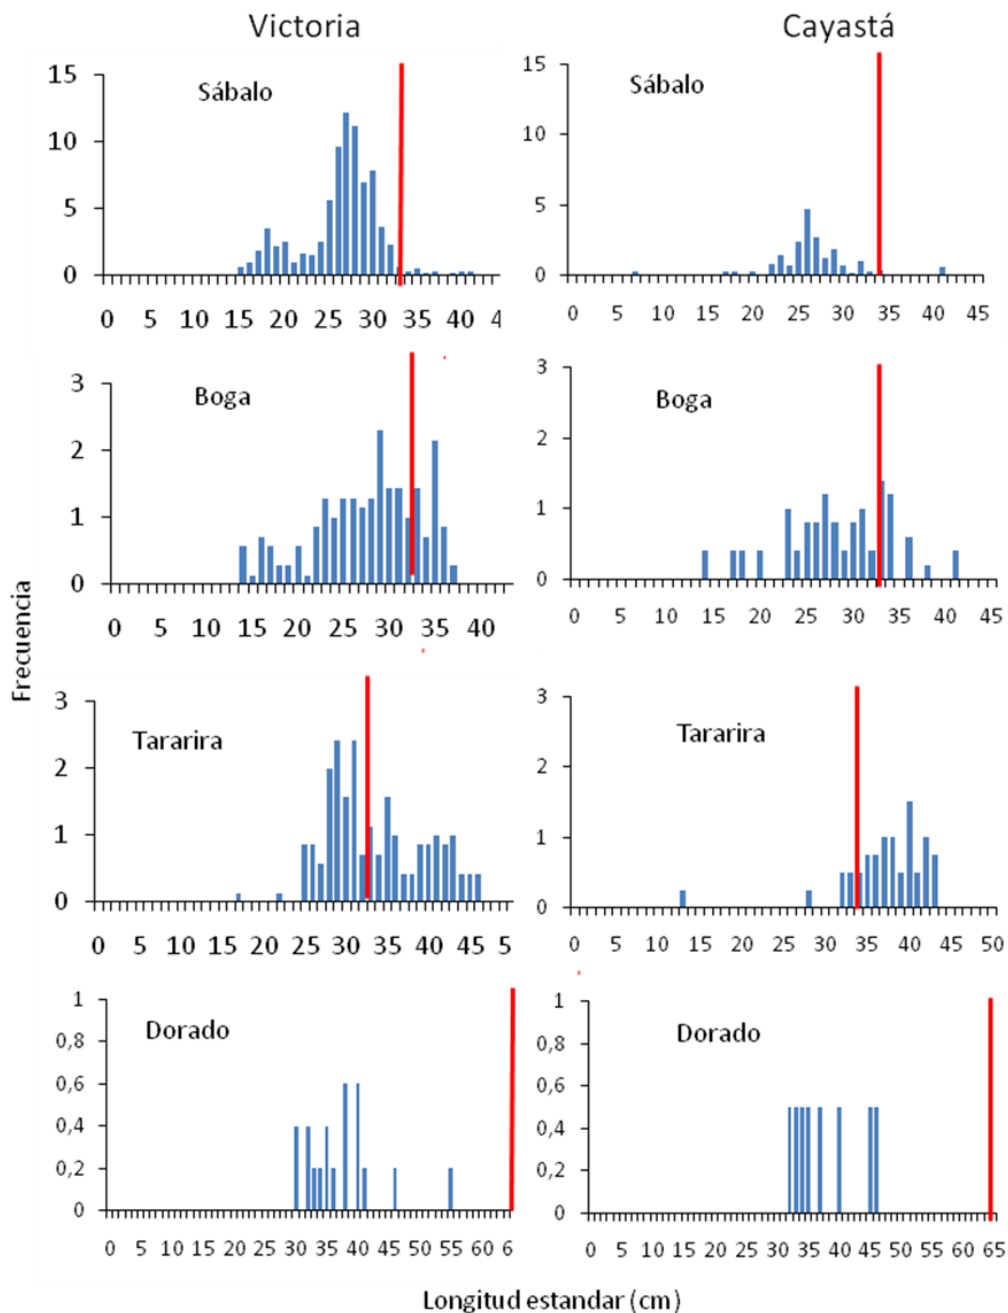 Victoria Cayastá
Sábalo Sábalo
15 15
10 10
5 5
0 0
0 5 10 15 20 25 30 35 40 4 0 5 10 15 20 25 30 35 40 45
Boga Boga
3 3
2 2
1 1
0 0
0 5 10 15 20 25 30 35 40 0 5 10 15 20 25 30 35 40 45
Frecuencia
Tararira Tararira
3 3
2 2
1 1
0 0
0 5 10 15 20 25 30 35 40 45 5 0 5 10 15 20 25 30 35 40 45 50
Dorado Dorado
1 1
0,8 0,8
0,6 0,6
0,4 0,4
0,2 0,2
0 0
0 5 10 15 20 25 30 35 40 45 50 55 60 6 0 5 10 15 20 25 30 35 40 45 50 55 60 65
Longitud estandar (cm)